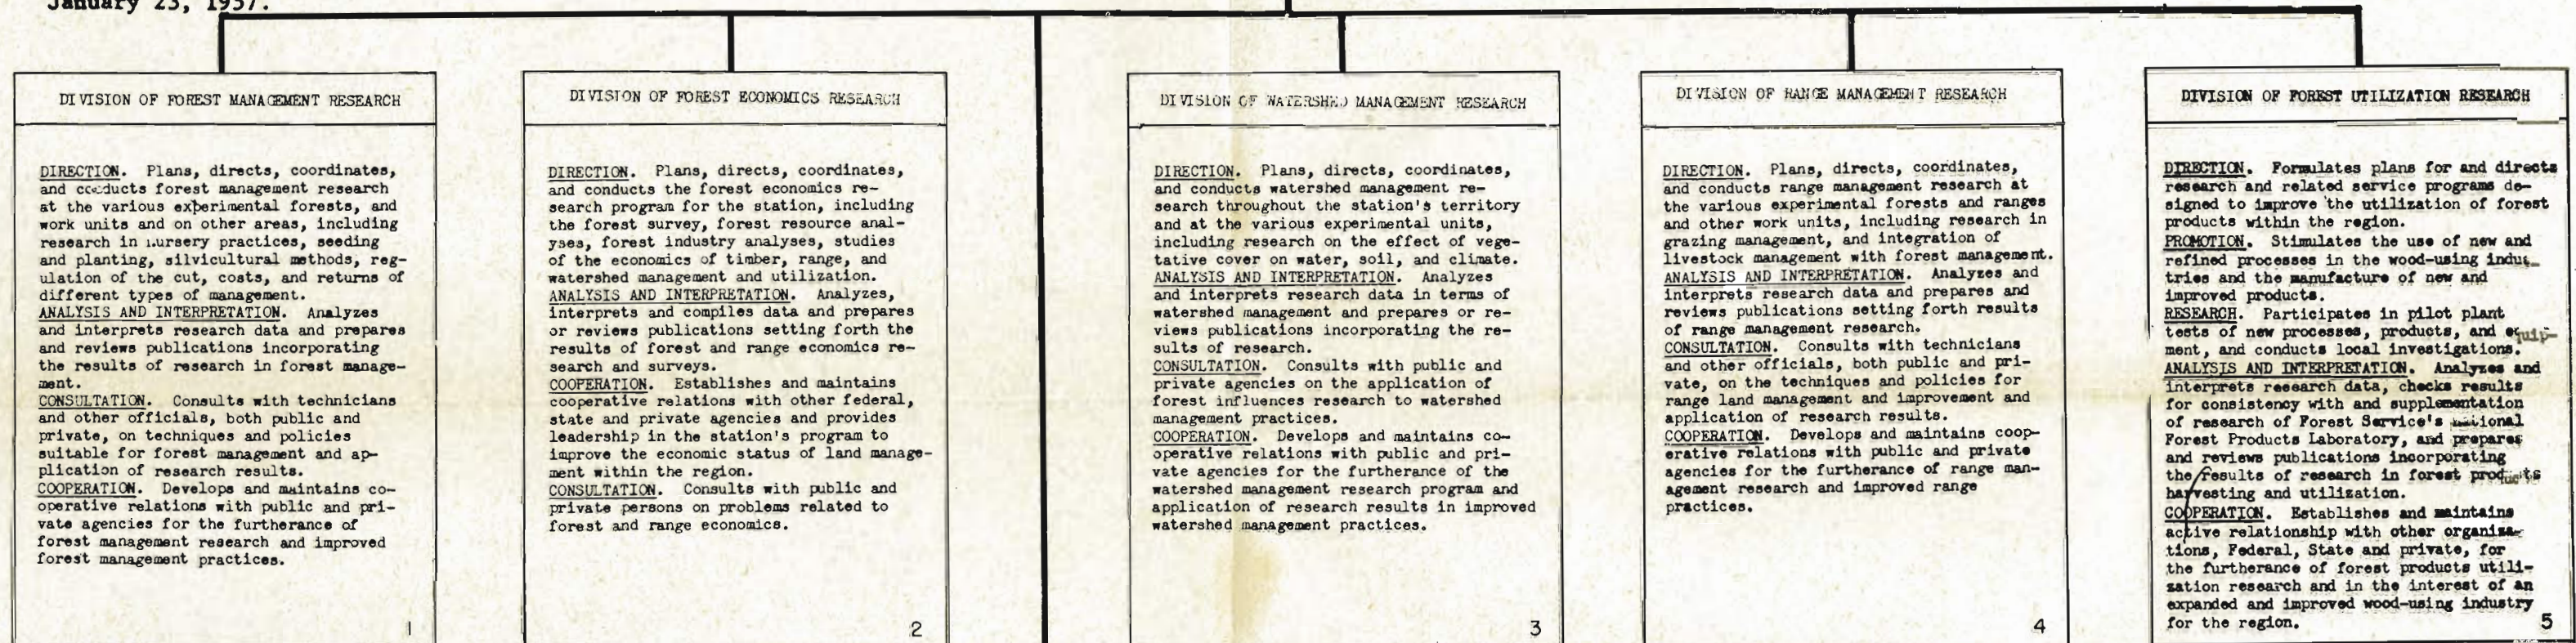 January 23, 1957.
DIVISION OF FOREST MANAGEMENT RESEARCH
DIRECTION. Plans, directs, coordinates,
and conducts forest management research
at the various experimental forests, and
work units and on other areas, including
research in nursery practices, seeding
and planting, silvicultural methods, reg-
ulation of the cut, costs, and returns of
different types of management.
ANALYSIS AND INTERPRETATION. Analyzes
and interprets research data and prepares
and reviews publications incorporating
the results of research in forest manage-
ment.
CONSULTATION. Consults with technicians
and other officials, both public and
private, on techniques and policies
suitable for forest management and ap-
plication of research results.
COOPERATION. Develops and maintains co-
operative relations with public and pri-
vate agencies for the furtherance of
forest management research and improved
forest management practices.
1
DIVISION OF FOREST ECONOMICS RESEARCH
DIRECTION. Plans, directs, coordinates,
and conducts the forest economics re-
search program for the station, including
the forest survey, forest resource anal-
yses, forest industry analyses, studies
of the economics of timber, range, and
watershed management and utilization.
ANALYSIS AND INTERPRETATION. Analyzes,
interprets and compiles data and prepares
or reviews publications setting forth the
results of forest and range economics re-
search and surveys.
COOPERATION. Establishes and maintains
cooperative relations with other federal,
state and private agencies and provides
leadership in the station's program to
improve the economic status of land manage-
ment within the region.
CONSULTATION. Consults with public and
private persons on problems related to
forest and range economics.
2
DIVISION OF WATERSHED MANAGEMENT RESEARCH
DIRECTION. Plans, directs, coordinates,
and conducts watershed management re-
search throughout the station's territory
and at the various experimental units,
including research on the effect of vege-
tative cover on water, soil, and climate.
ANALYSIS AND INTERPRETATION. Analyzes
and interprets research data in terms of
watershed management and prepares or re-
views publications incorporating the re-
sults of research.
CONSULTATION. Consults with public and
private agencies on the application of
forest influences research to watershed
management practices.
COOPERATION. Develops and maintains co-
operative relations with public and pri-
vate agencies for the furtherance of the
watershed management research program and
application of research results in improved
watershed management practices.
3
DIVISION OF RANGE MANAGEMENT RESEARCH
DIRECTION. Plans, directs, coordinates,
and conducts range management research at
the various experimental forests and ranges
and other work units, including research in
grazing management, and integration of
livestock management with forest management.
ANALYSIS AND INTERPRETATION. Analyzes and
interprets research data and prepares and
reviews publications setting forth results
of range management research.
CONSULTATION. Consults with technicians
and other officials, both public and pri-
vate, on the techniques and policies for
range land management and improvement and
application of research results.
COOPERATION. Develops and maintains coop-
erative relations with public and private
agencies for the furtherance of range man-
agement research and improved range
practices.
4
DIVISION OF FOREST UTILIZATION RESEARCH
DIRECTION. Formulates plans for and directs
research and related service programs de-
signed to improve the utilization of forest
products within the region.
PROMOTION. Stimulates the use of new and
refined processes in the wood-using indus-
tries and the manufacture of new and
improved products.
RESEARCH. Participates in pilot plant
tests of new processes, products, and equip-
ment, and conducts local investigations.
ANALYSIS AND INTERPRETATION. Analyzes and
interprets research data, checks results
for consistency with and supplementation
of research of Forest Service's national
Forest Products Laboratory, and prepares
and reviews publications incorporating
the results of research in forest products
harvesting and utilization.
COOPERATION. Establishes and maintains
active relationship with other organiza-
tions, Federal, State and private, for
the furtherance of forest products utili-
zation research and in the interest of an
expanded and improved wood-using industry
for the region.
5